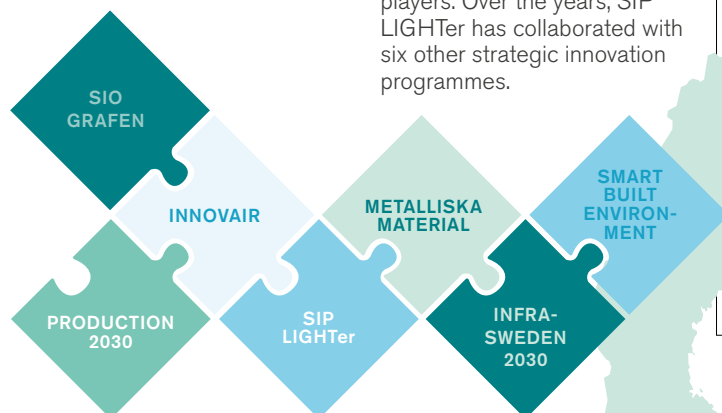 players. Over the years, SIP
LIGHTer has collaborated with
six other strategic innovation
programmes.
SIO
GRAFEN
INNOVAIR
METALLISKA
MATERIAL
SMART
BUILT
ENVIRON-
MENT
PRODUCTION
2030
SIP
LIGHTer
INFRA-
SWEDEN
2030